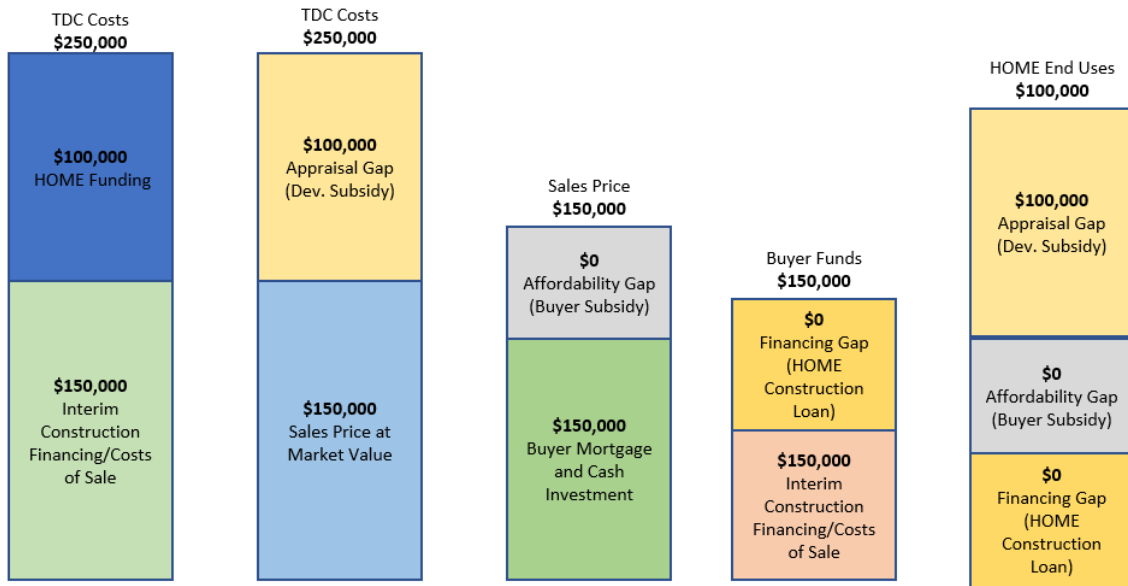 TDC Costs
$250,000
$100,000
HOME Funding
$150,000
Interim
Construction
Financing/Costs
of Sale
TDC Costs
$250,000
$100,000
Appraisal Gap
(Dev. Subsidy)
$150,000
Sales Price at
Market Value
Sales Price
$150,000
$0
Affordability Gap
(Buyer Subsidy)
$150,000
Buyer Mortgage
and Cash
Investment
Buyer Funds
$150,000
$0
Financing Gap
(HOME
Construction
Loan)
$150,000
Interim
Construction
Financing/Costs
of Sale
HOME End Uses
$100,000
$100,000
Appraisal Gap
(Dev. Subsidy)
$0
Affordability Gap
(Buyer Subsidy)
$0
Financing Gap
(HOME
Construction
Loan)